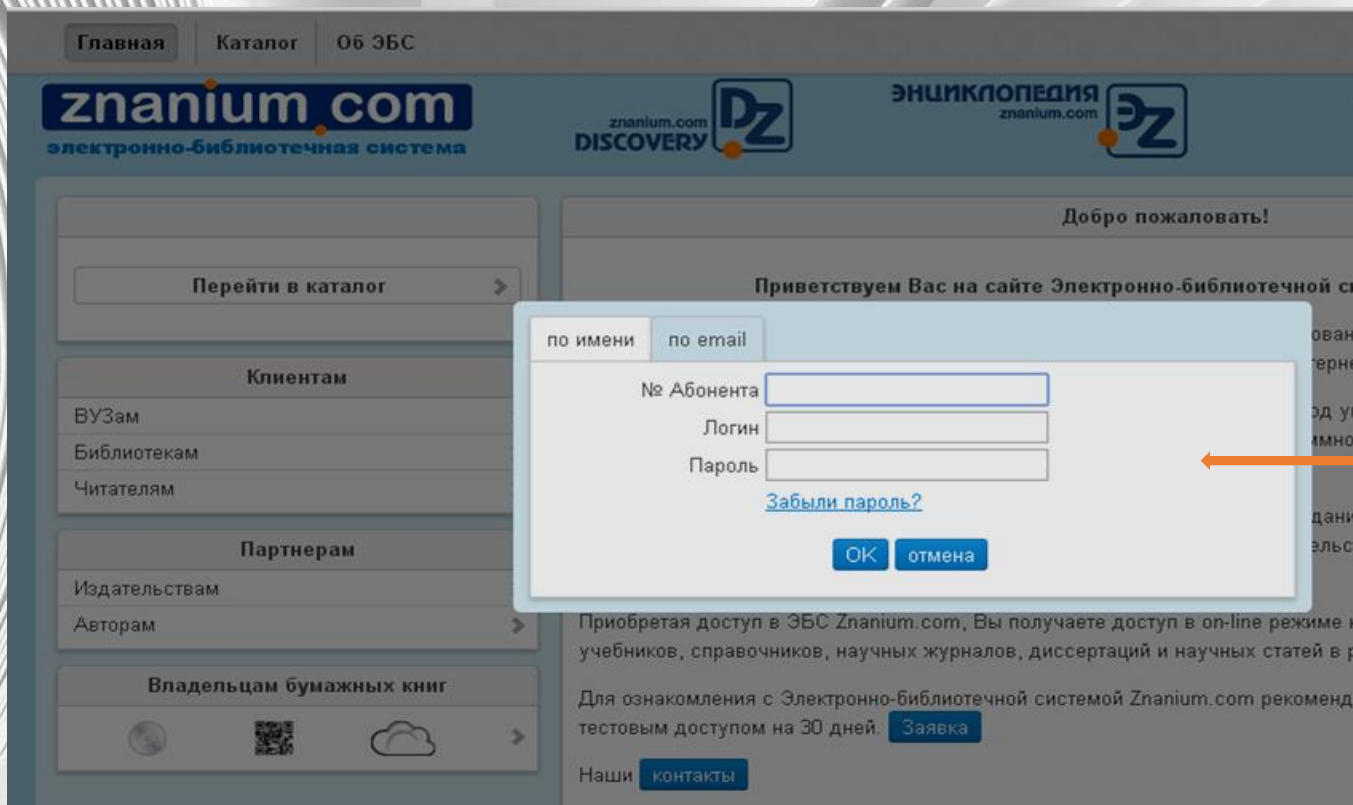 Главная Каталог Об ЭБС
znanium.com
электронно-библиотечная система
znanium.com
DISCOVERY
DZ
ЭНЦИКЛОПЕДИЯ
znanium.com
ЭZ
Добро пожаловать!
Перейти в каталог
Приветствуем Вас на сайте Электронно-библиотечной
по имени по email
№ Абонента
Логин
Пароль
Забыли пароль?
OK отмена
Клиентам
ВУЗам
Библиотекам
Читателям
Партнерам
Издательствам
Авторам
Приобретая доступ в ЭБС Znanium.com, Вы получаете доступ в on-line режиме
учебников, справочников, научных журналов, диссертаций и научных статей в
Владельцам бумажных книг
Для ознакомления с Электронно-библиотечной системой Znanium.com
тестовым доступом на 30 дней. Заявка
Наши контакты